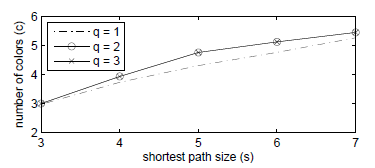 6
5
4
3
2
number of colors (c)
q = 1
q = 2
q = 3
3 4 5 6 7
shortest path size (s)